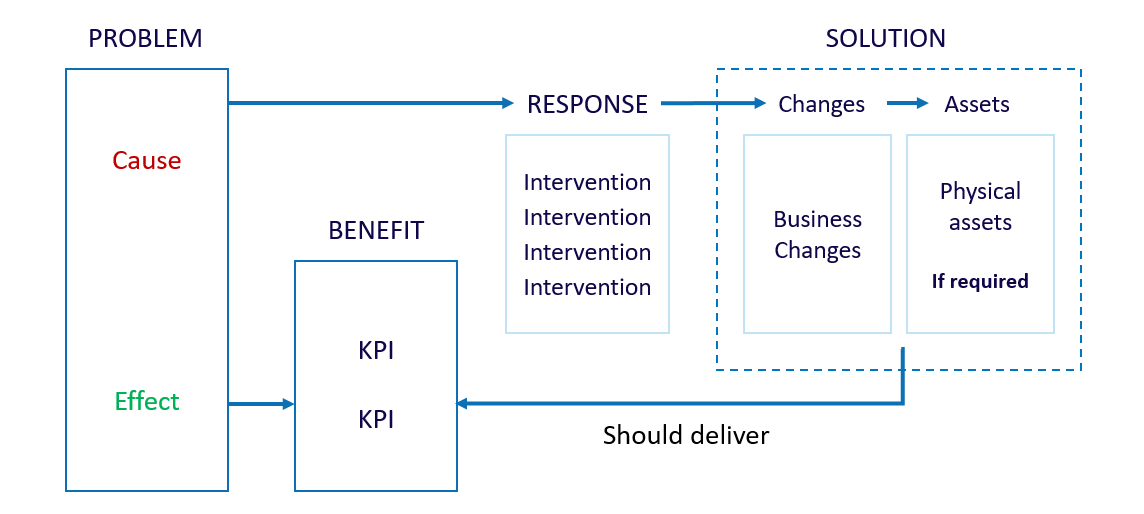 PROBLEM
Cause
Effect
BENEFIT
KPI
KPI
RESPONSE
Intervention
Intervention
Intervention
Intervention
SOLUTION
Changes
Business
Changes
Assets
Physical
assets
If required
Should deliver